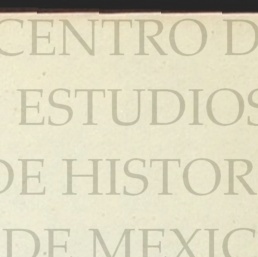 CENTRO D
ESTUDIOS
DE HISTOR
DE MEXIC